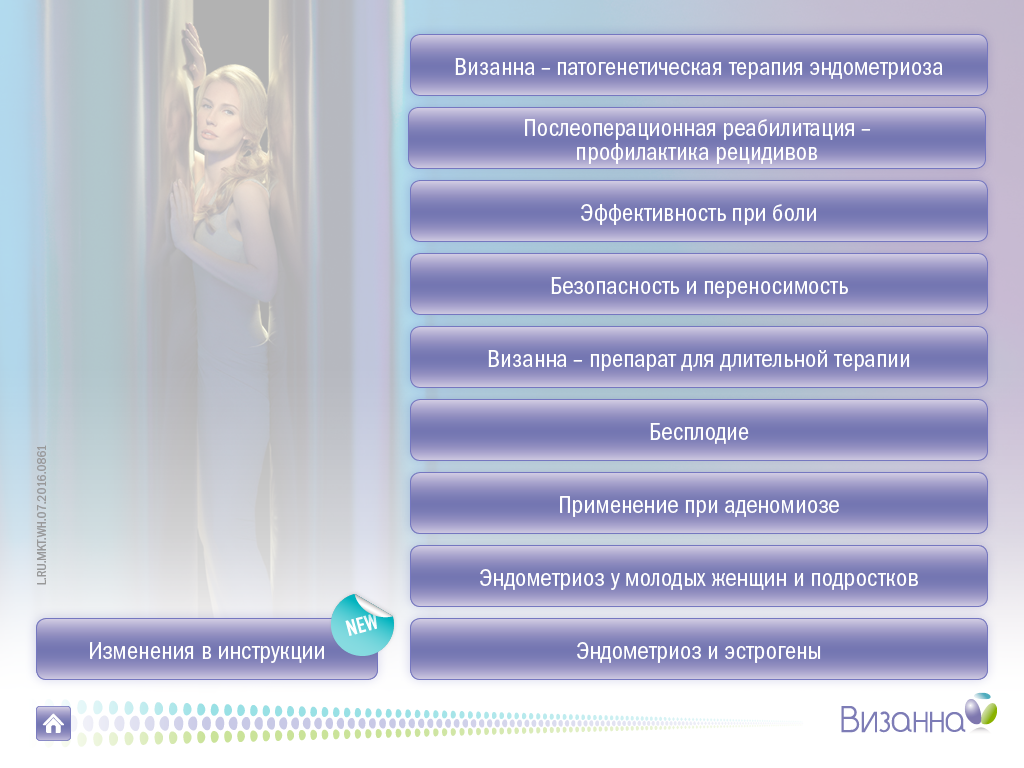 Визанна – патогенетическая терапия эндометриоза
Послеоперационная реабилитация –
профилактика рецидивов
Эффективность при боли
Безопасность и переносимость
Визанна – препарат для длительной терапии
Бесплодие
Применение при аденомиозе
Эндометриоз у молодых женщин и подростков
Эндометриоз и эстрогены
L.RU.MKT.WH.07.2016.0861
NEW
Изменения в инструкции
Визанна